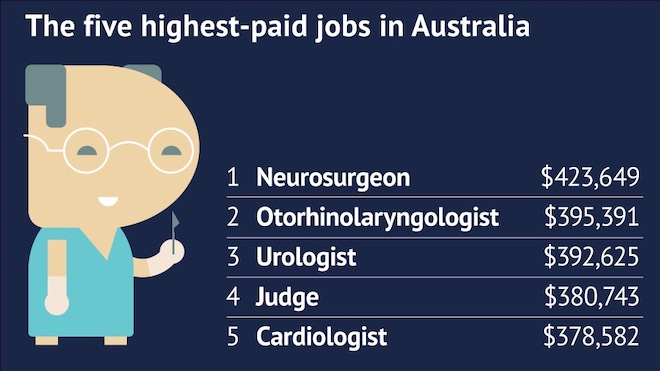 The five highest-paid jobs in Australia
1 Neurosurgeon $423,649
2 Otorhinolaryngologist $395,391
3 Urologist $392,625
4 Judge $380,743
5 Cardiologist $378,582